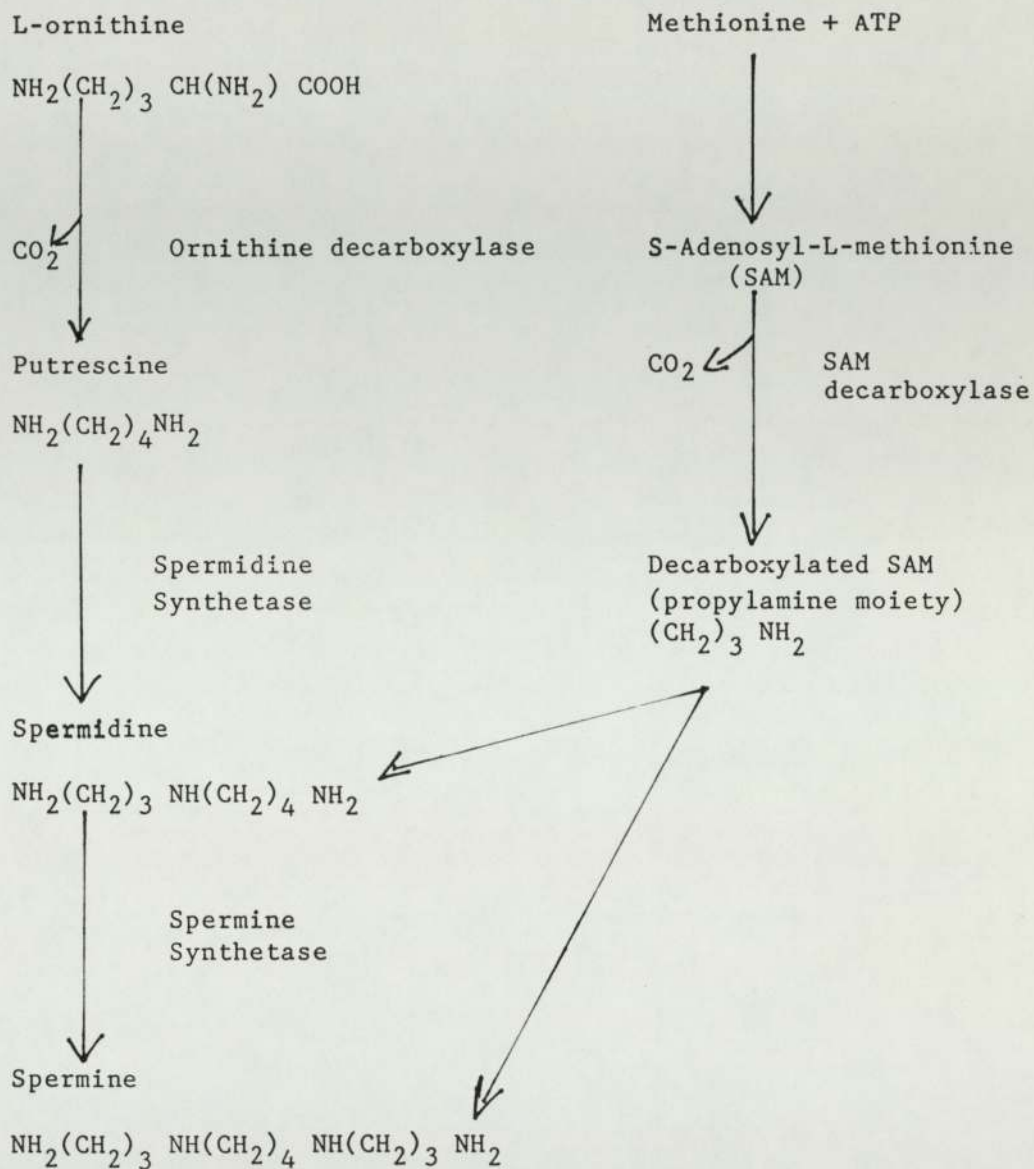 L-ornithine
NH₂(CH₂)₃ CH(NH₂) COOH
CO₂
Ornithine decarboxylase
Putrescine
NH₂(CH₂)₄NH₂
Spermidine
Synthetase
Spermidine
NH₂(CH₂)₃ NH(CH₂)₄ NH₂
Spermine
Synthetase
Spermine
NH₂(CH₂)₃ NH(CH₂)₄ NH(CH₂)₃ NH₂
Methionine + ATP
S-Adenosyl-L-methionine
(SAM)
CO₂
SAM
decarboxylase
Decarboxylated SAM
(propylamine moiety)
(CH₂)₃ NH₂